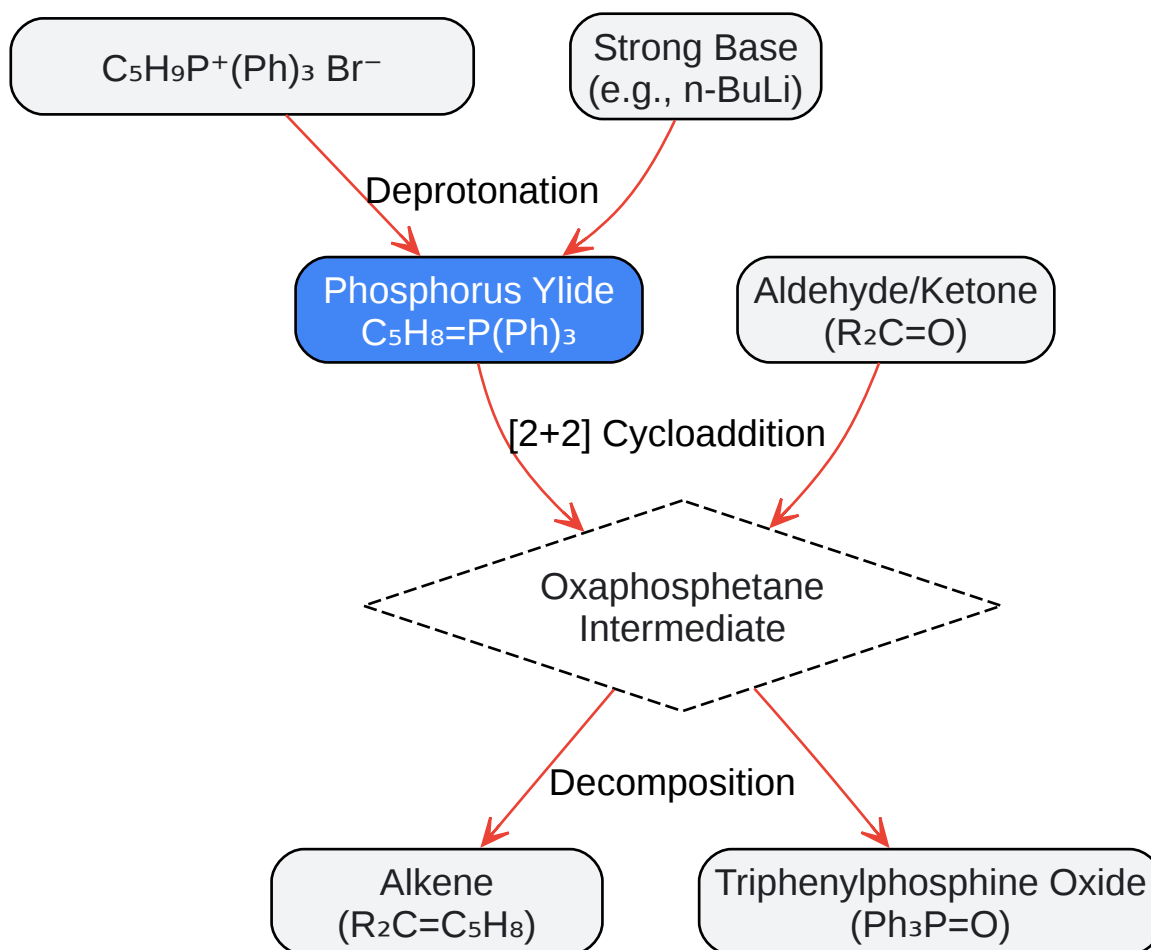 C₅H₉P⁺(Ph)₃ Br⁻
Strong Base
(e.g., n-BuLi)
Deprotonation
Phosphorus Ylide
C₅H₈=P(Ph)₃
Aldehyde/Ketone
(R₂C=O)
[2+2] Cycloaddition
Oxaphosphetane
Intermediate
Decomposition
Alkene
(R₂C=C₅H₈)
Triphenylphosphine Oxide
(Ph₃P=O)